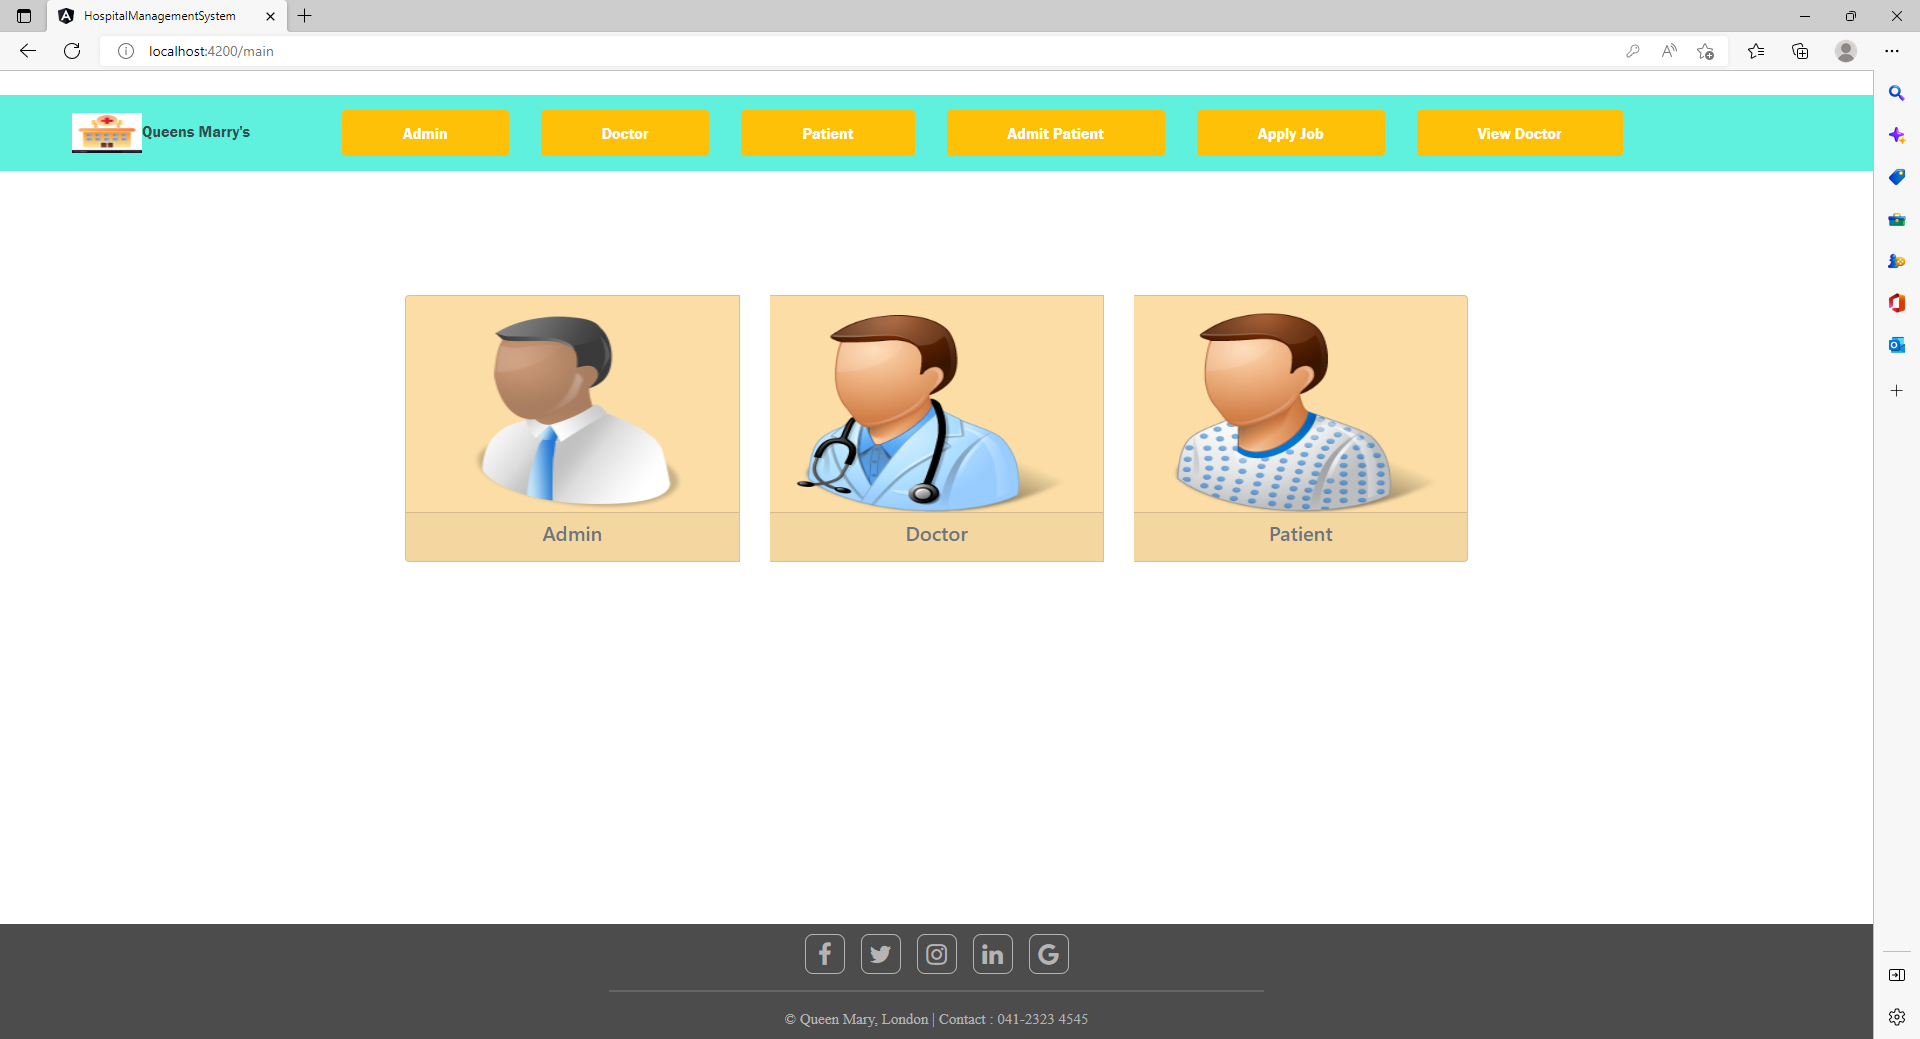 HospitalManagementSystem
localhost:4200/main
Queens Marry's
Admin
Doctor
Patient
Admit Patient
Apply Job
View Doctor
Admin
Doctor
Patient
© Queen Mary, London | Contact : 041-2323 4545